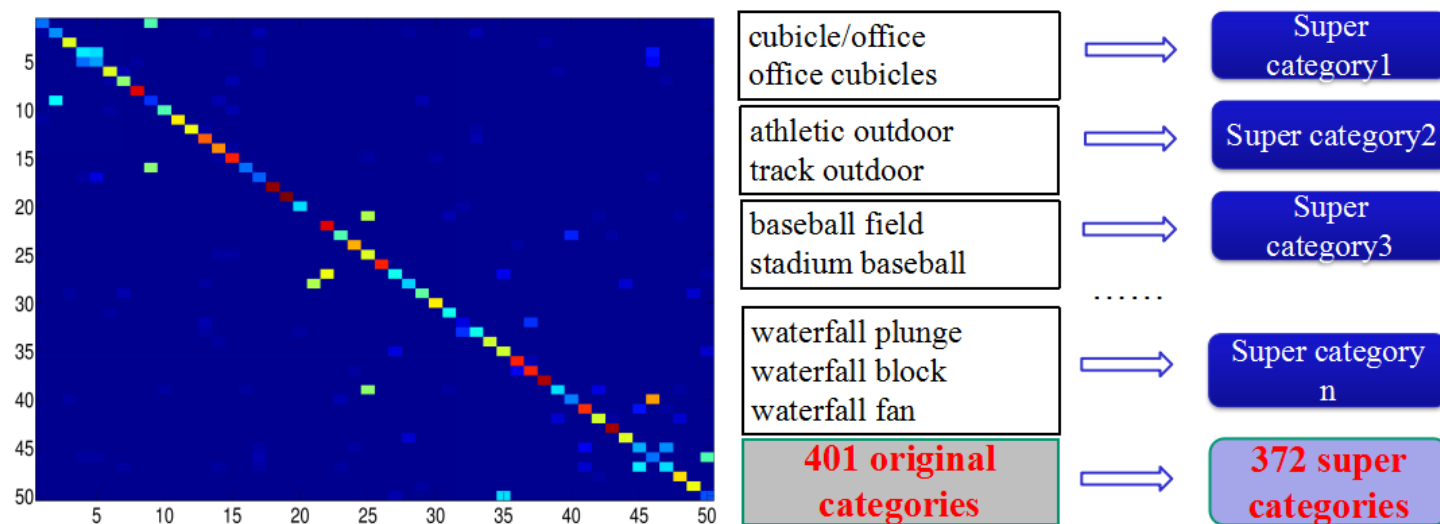 5
10
15
20
25
30
35
40
45
50
5
10
15
20
25
30
35
40
45
50
cubicle/office
office cubicles
Super
category1
athletic outdoor
track outdoor
Super category2
baseball field
stadium baseball
Super
category3
......
waterfall plunge
waterfall block
waterfall fan
Super category
n
401 original
categories
372 super
categories